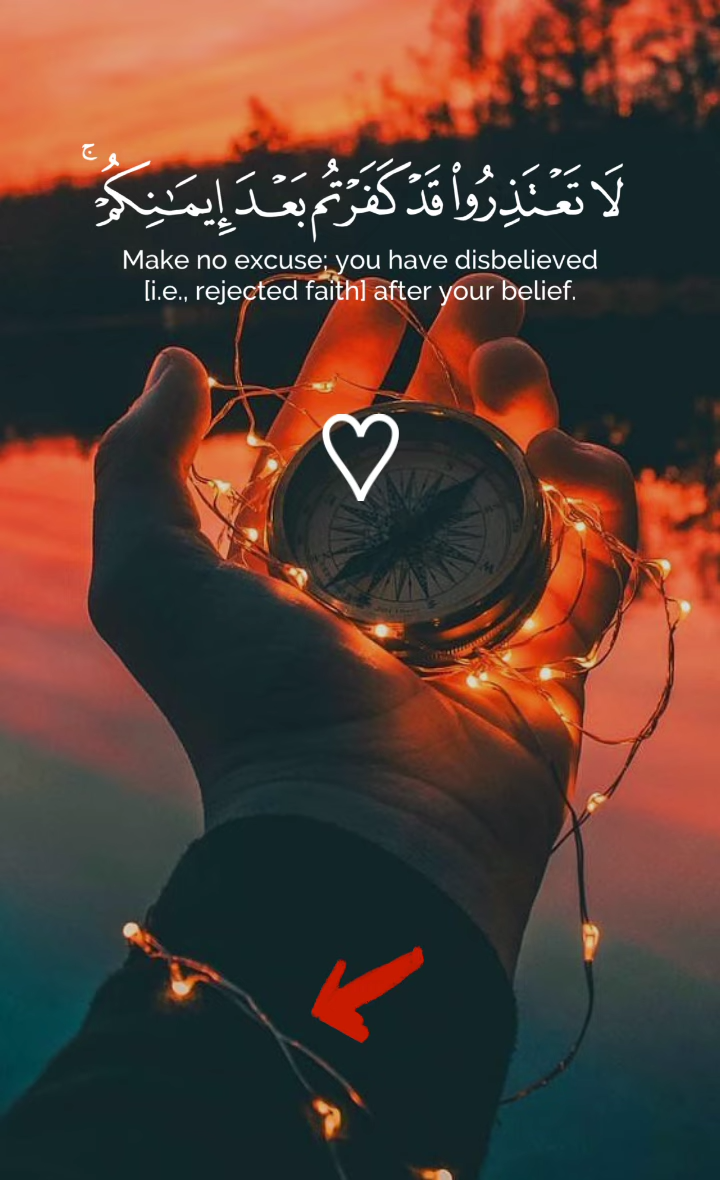 لَا تَعْتَذِرُوا۟ قَدْ كَفَرْتُم بَعْدَ إِيمَـٰنِكُمْ ۚ
Make no excuse; you have disbelieved
[i.e., rejected faith] after your belief.